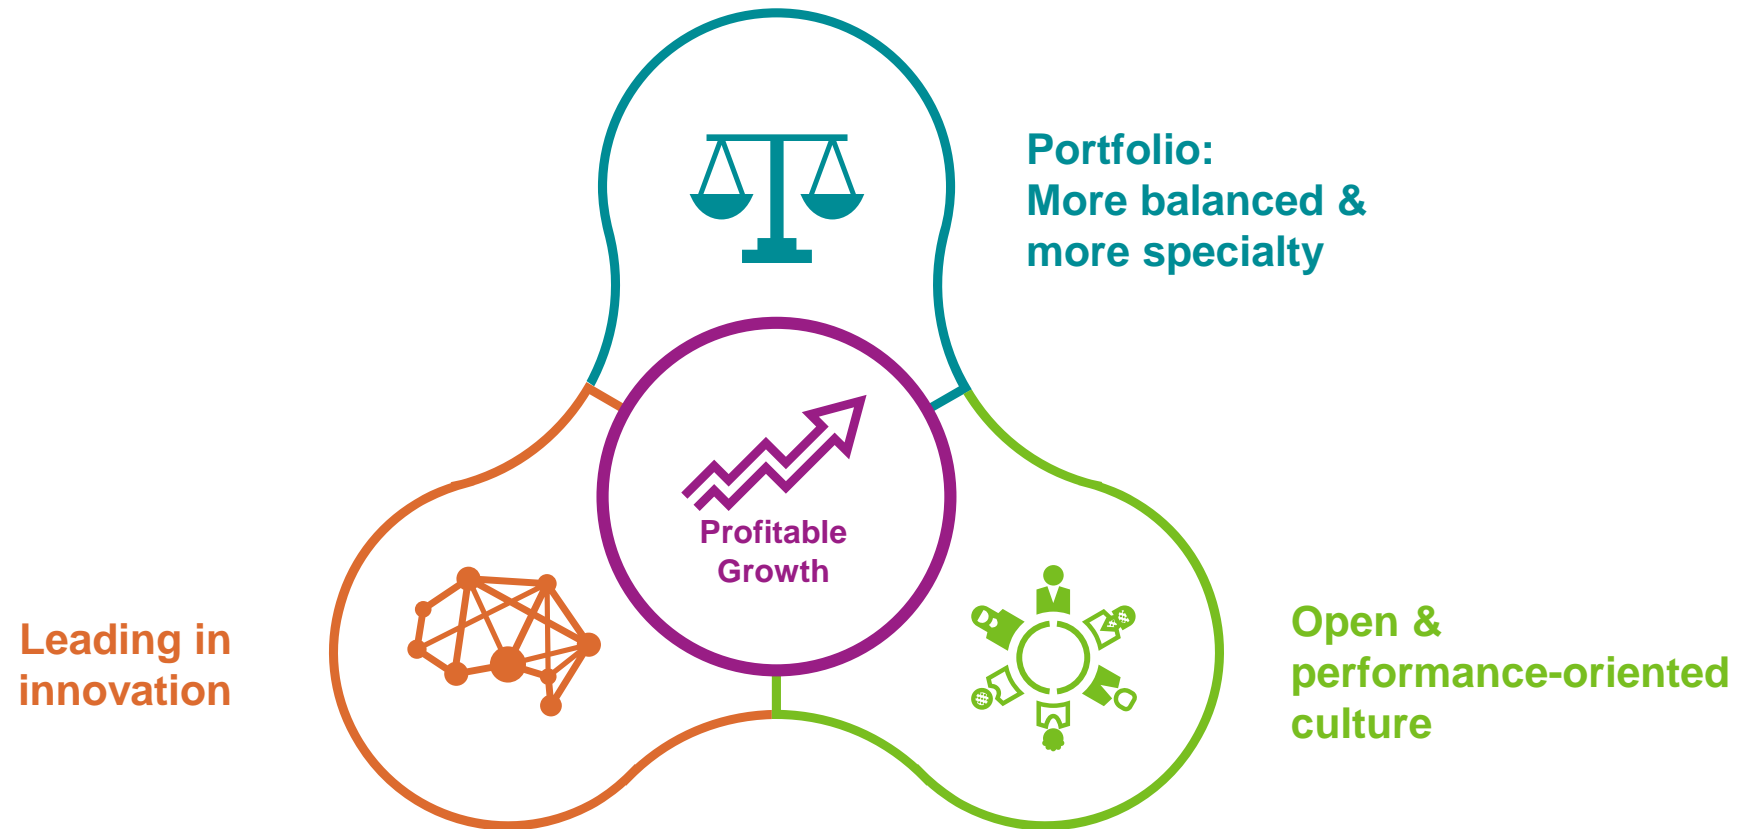 Portfolio:
More balanced &
more specialty
Profitable
Growth
Leading in
innovation
Open &
performance-oriented
culture